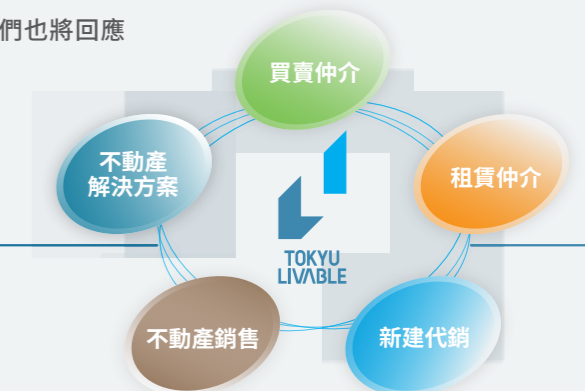 們也將回應
買賣仲介
不動產
解決方案
租賃仲介
TOKYU
LIVABLE
不動產銷售
新建代銷